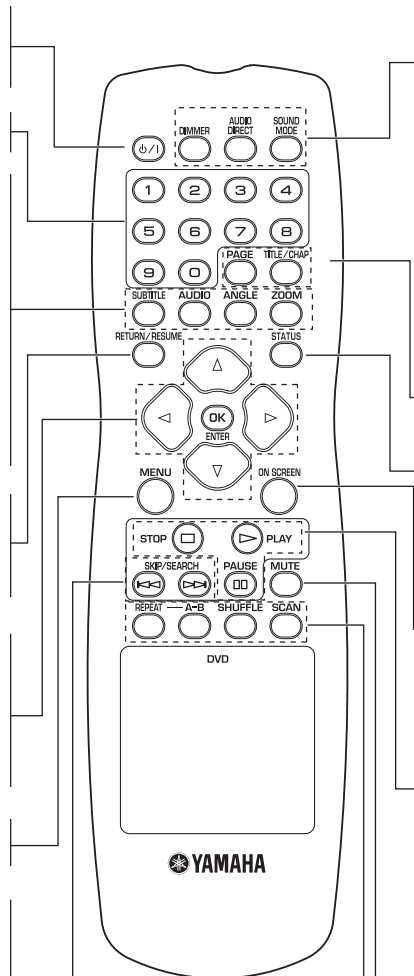 DIMMER AUDIO DIRECT SOUND MODE
⏻/I
1 2 3 4
5 6 7 8
PAGE TITLE/CHAP
9 0
SUBTITLE AUDIO ANGLE ZOOM
RETURN/RESUME STATUS
OK
ENTER
MENU ON SCREEN
STOP PLAY
SKIP/SEARCH PAUSE MUTE
REPEAT A-B SHUFFLE SCAN
DVD
YAMAHA